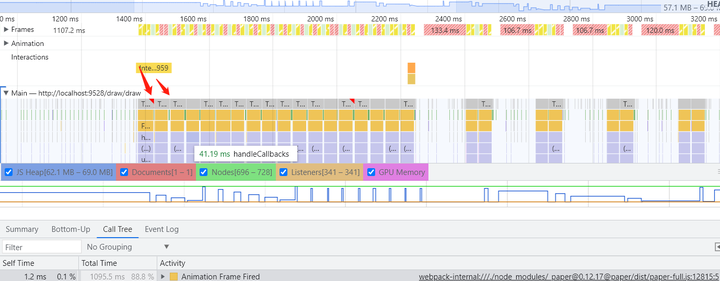 HEA
57.1 MB – 6
0 ms 1000 ms 1200 ms 1400 ms 1600 ms 1800 ms 2000 ms 2200 ms 2400 ms 2600 ms 2800 ms 3000 ms 3200 ms
Frames 1107.2 ms 133.4 ms 106.7 ms 106.7 ms 120.0 ms
Animation
Interactions
959
Main — http://localhost:9528/draw/draw
T... T... T... T... T... T... T... T... T... T... T... T... T... T... T... T... T...
F...
h...
(...) (... (... (... (... (... (...
u...
41.19 ms handleCallbacks
JS Heap[62.1 MB – 69.0 MB] Documents[1 – 1] Nodes[696 – 728] Listeners[341 – 341] GPU Memory
Summary Bottom-Up Call Tree Event Log
Filter No Grouping
Self Time Total Time Activity
1.2 ms 0.1 % 1095.5 ms 88.8 % Animation Frame Fired webpack-internal:///./node_modules/_paper@0.12.17@paper/dist/paper-full.js:12815:5